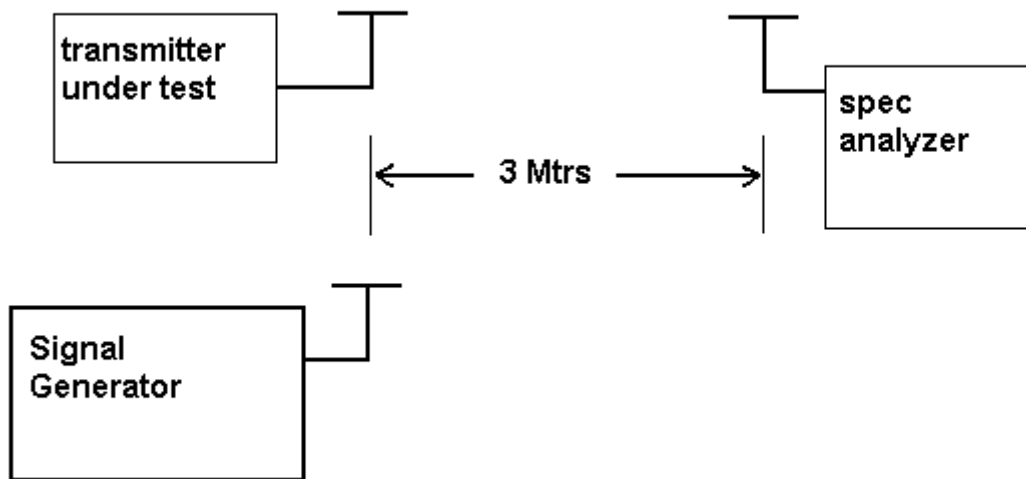 transmitter
under test
spec
analyzer
3 Mtrs
Signal
Generator